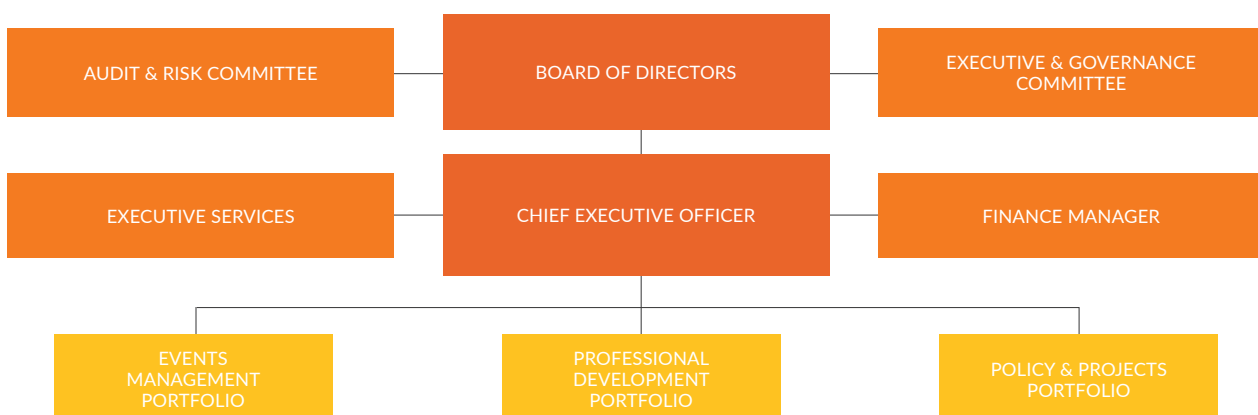 AUDIT & RISK COMMITTEE
BOARD OF DIRECTORS
EXECUTIVE & GOVERNANCE
COMMITTEE
EXECUTIVE SERVICES
CHIEF EXECUTIVE OFFICER
FINANCE MANAGER
EVENTS
MANAGEMENT
PORTFOLIO
PROFESSIONAL
DEVELOPMENT
PORTFOLIO
POLICY & PROJECTS
PORTFOLIO